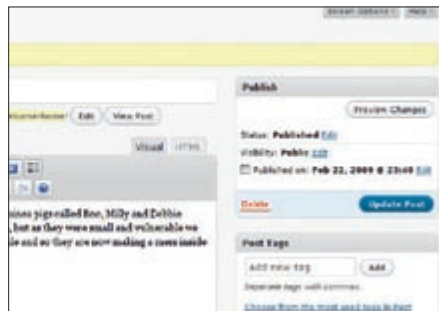 Screen Options Help
Publish
Preview Changes
Edit View Post
Status: Published Edit
Visual HTML
Visibility: Public Edit
Published on: Feb 22, 2009 @ 23:40 Edit
pigs called Boo, Milly and Debbie
, but as they were small and vulnerable we
and so they are now making a mess inside
Delete Update Post
Post Tags
Add new tag Add
Separate tags with commas.
Choose from the most used tags in Post